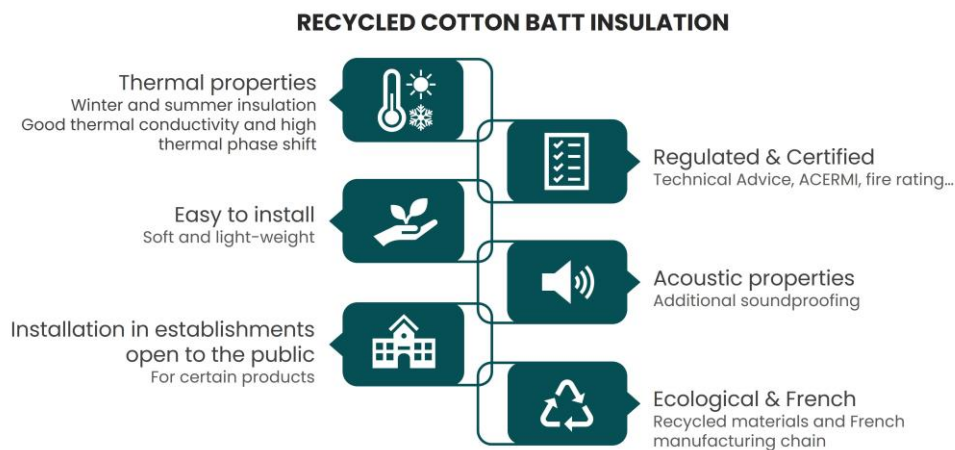 RECYCLED COTTON BATT INSULATION
Thermal properties
Winter and summer insulation
Good thermal conductivity and high
thermal phase shift
Regulated & Certified
Technical Advice, ACERMI, fire rating…
Easy to install
Soft and light-weight
Acoustic properties
Additional soundproofing
Installation in establishments
open to the public
For certain products
Ecological & French
Recycled materials and French
manufacturing chain